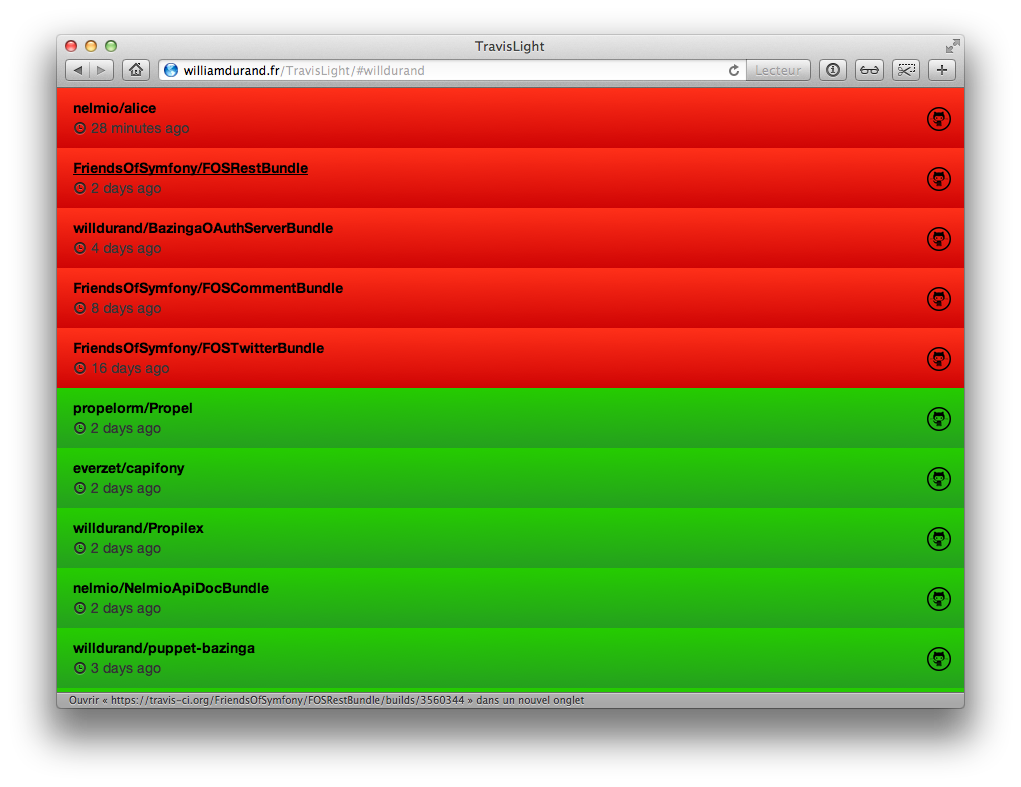 TravisLight
williamdurand.fr/TravisLight/#willdurand
Lecteur
nelmio/alice
28 minutes ago
FriendsOfSymfony/FOSRestBundle
2 days ago
willdurand/BazingaOAuthServerBundle
4 days ago
FriendsOfSymfony/FOSCommentBundle
8 days ago
FriendsOfSymfony/FOSTwitterBundle
16 days ago
propelorm/Propel
2 days ago
everzet/capifony
2 days ago
willdurand/Propilex
2 days ago
nelmio/NelmioApiDocBundle
2 days ago
willdurand/puppet-bazinga
3 days ago
Ouvrir « https://travis-ci.org/FriendsOfSymfony/FOSRestBundle/builds/3560344 » dans un nouvel onglet